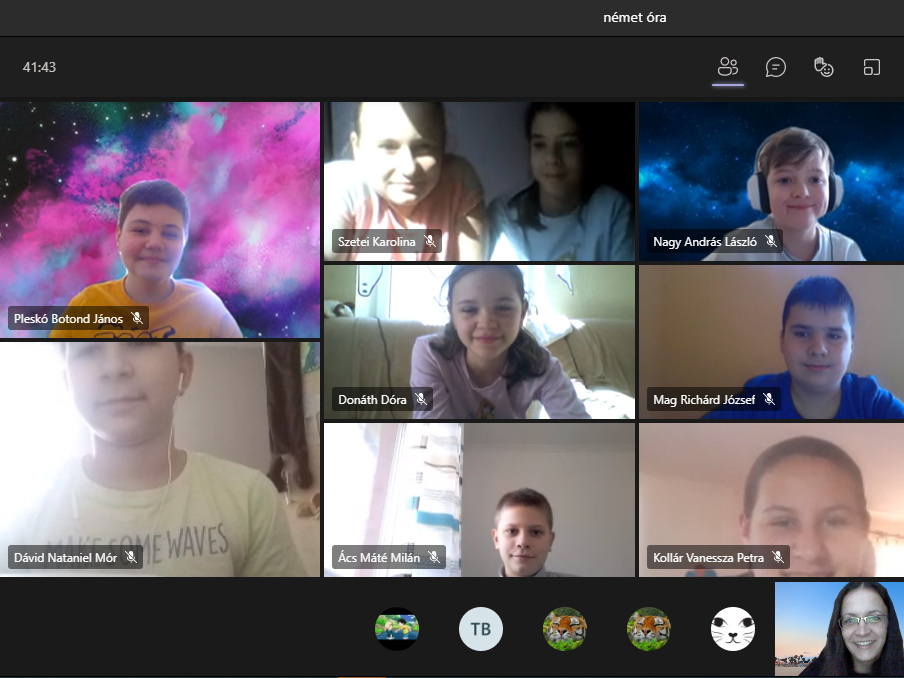 német óra
41:43
Szetei Karolina
Nagy András László
Pleskó Botond János
Donáth Dóra
Mag Richárd József
MAKE SOME WAVES
Dávid Nataniel Mór
Ács Máté Milán
Kollár Vanessza Petra
TB